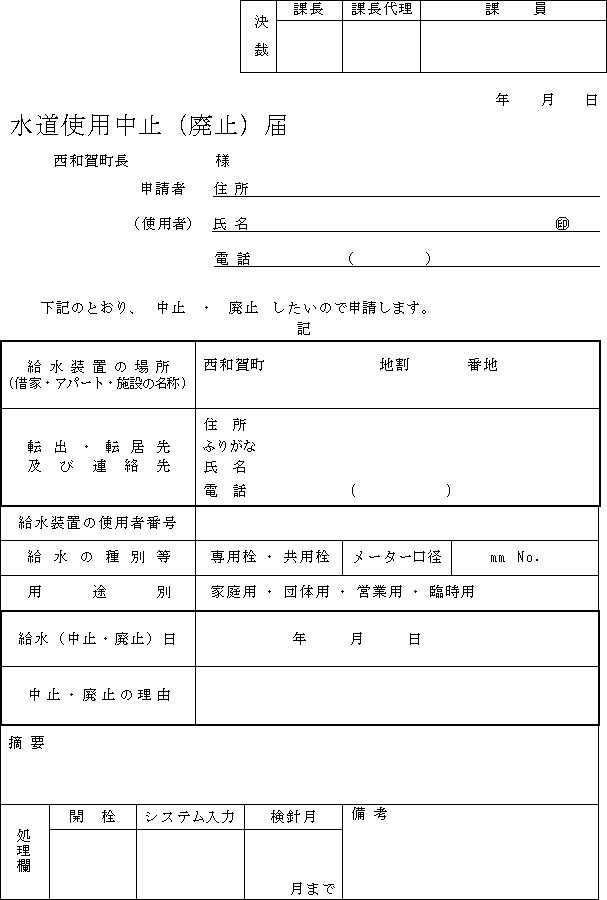 決裁 課長 課長代理 課 員
年 月 日
水道使用中止（廃止）届
西和賀町長 様
申請者 住 所
（使用者） 氏 名 ㊞
電 話 （ ）
下記のとおり、 中止 ・ 廃止 したいので申請します。
記
給水装置の場所 西和賀町 地割 番地
（借家・アパート・施設の名称）
住 所
転出・転居先 ふりがな
及び連絡先 氏 名
電 話 （ ）
給水装置の使用者番号
給水の種別等 専用栓・共用栓 メーター口径 ㎜ No.
用途別 家庭用・団体用・営業用・臨時用
給水（中止・廃止）日 年 月 日
中止・廃止の理由
摘 要
処理欄 開 栓 システム入力 検針月 備 考
月まで